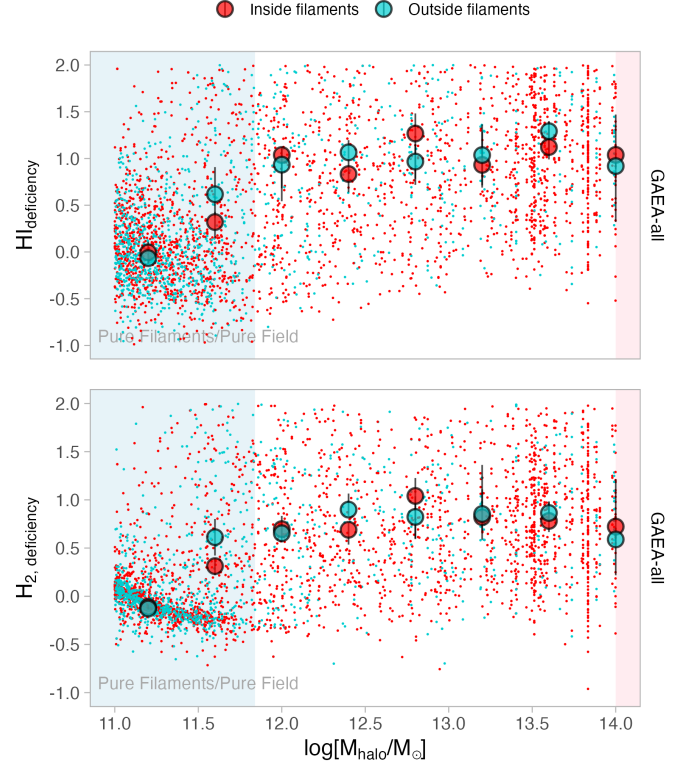 Inside filaments Outside filaments
2.0
1.5
1.0
0.5
0.0
-0.5
-1.0
HIdeficiency
Pure Filaments/Pure Field
GAEA-all
2.0
1.5
1.0
0.5
0.0
-0.5
-1.0
H2, deficiency
Pure Filaments/Pure Field
GAEA-all
11.0 11.5 12.0 12.5 13.0 13.5 14.0
log[Mhalo/M⊙]